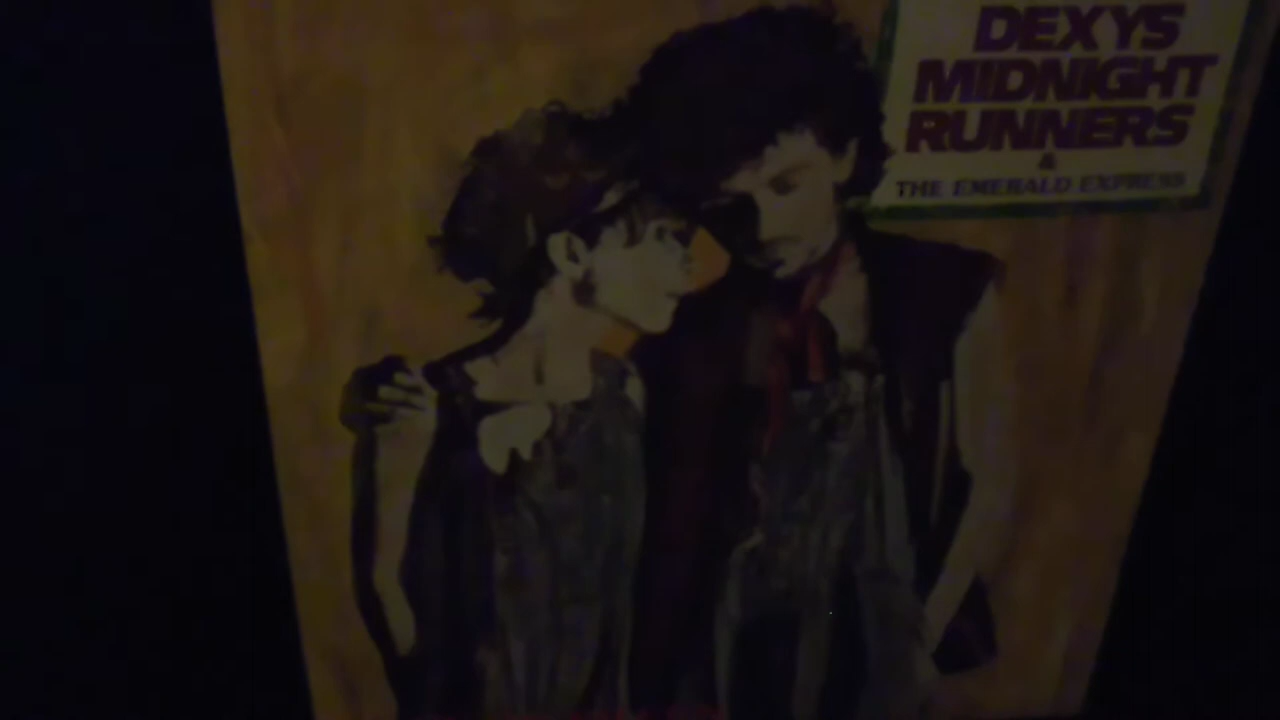 DEXYS
MIDNIGHT
RUNNERS
&
THE EMERALD EXPRESS